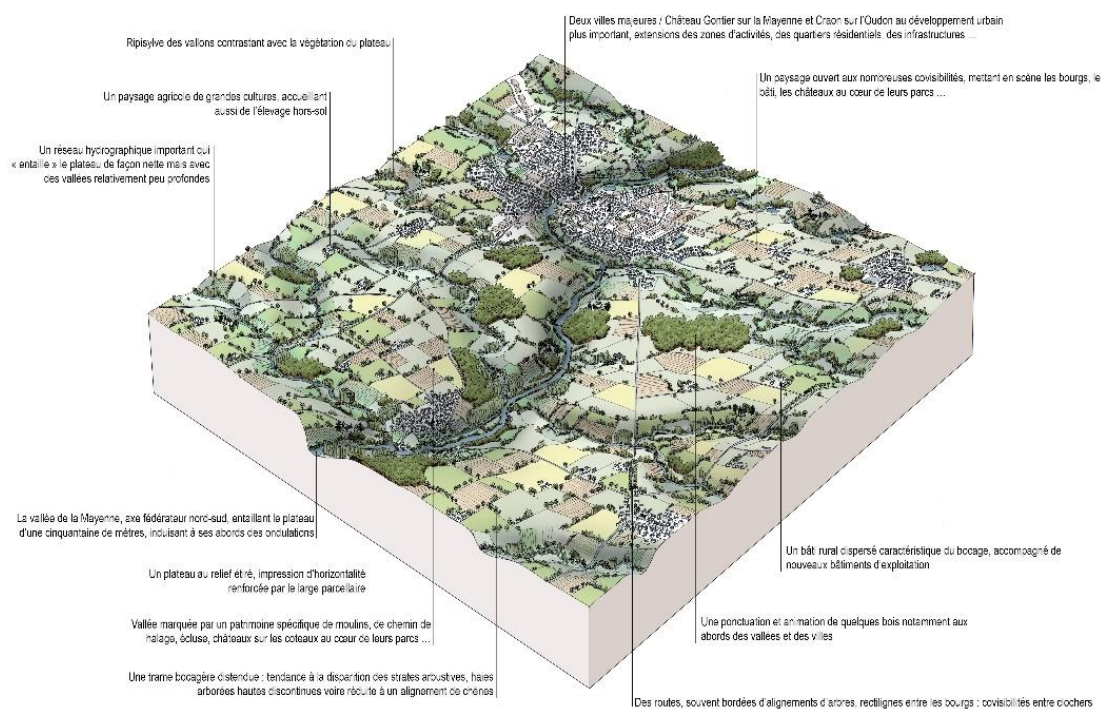 Deux villes majeures / Château Gontier sur la Mayenne et Craon sur l'Oudon au développement urbain
plus important, extensions des zones d'activités, des quartiers résidentiels, des infrastructures ...
Ripisylve des vallons contrastant avec la végétation du plateau
Un paysage ouvert aux nombreuses covisibilités, mettant en scène les bourgs, le
bâti, les châteaux au cœur de leurs parcs ...
Un paysage agricole de grandes cultures, accueillant
aussi de l'élevage hors-sol
Un réseau hydrographique important qui
« entaille » le plateau de façon nette mais avec
des vallées relativement peu profondes
La vallée de la Mayenne, axe fédérateur nord-sud, entaillant le plateau
d'une cinquantaine de mètres, induisant à ses abords des ondulations
Un plateau au relief étiré, impression d'horizontalité
renforcée par le large parcellaire
Vallée marquée par un patrimoine spécifique de moulins, de chemin de
halage, écluse, châteaux sur les coteaux au cœur de leurs parcs ...
Une trame bocagère distendue : tendance à la disparition des strates arbustives, haies
arborées hautes discontinues voire réduite à un alignement de chênes
Un bâti rural dispersé caractéristique du bocage, accompagné de
nouveaux bâtiments d'exploitation
Une ponctuation et animation de quelques bois notamment aux
abords des vallées et des villes
Des routes, souvent bordées d'alignements d'arbres, rectilignes entre les bourgs : covisibilités entre clochers